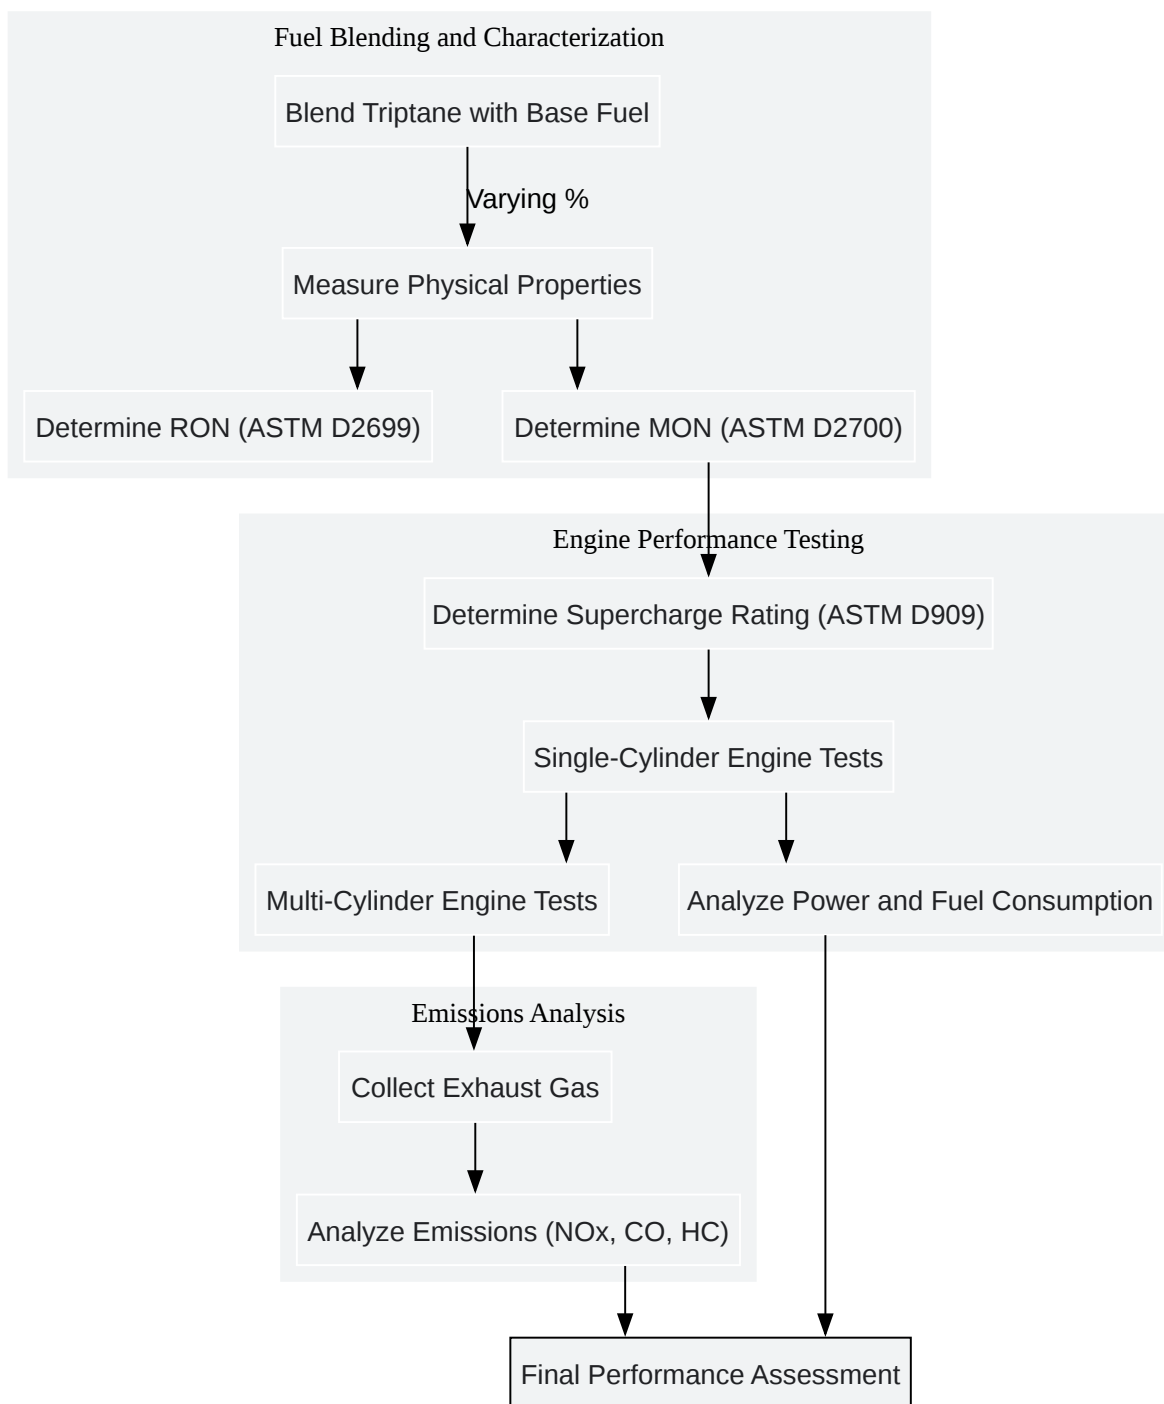 Fuel Blending and Characterization
Blend Triptane with Base Fuel
Varying %
Measure Physical Properties
Determine RON (ASTM D2699)
Determine MON (ASTM D2700)
Engine Performance Testing
Determine Supercharge Rating (ASTM D909)
Single-Cylinder Engine Tests
Multi-Cylinder Engine Tests
Analyze Power and Fuel Consumption
Emissions Analysis
Collect Exhaust Gas
Analyze Emissions (NOx, CO, HC)
Final Performance Assessment